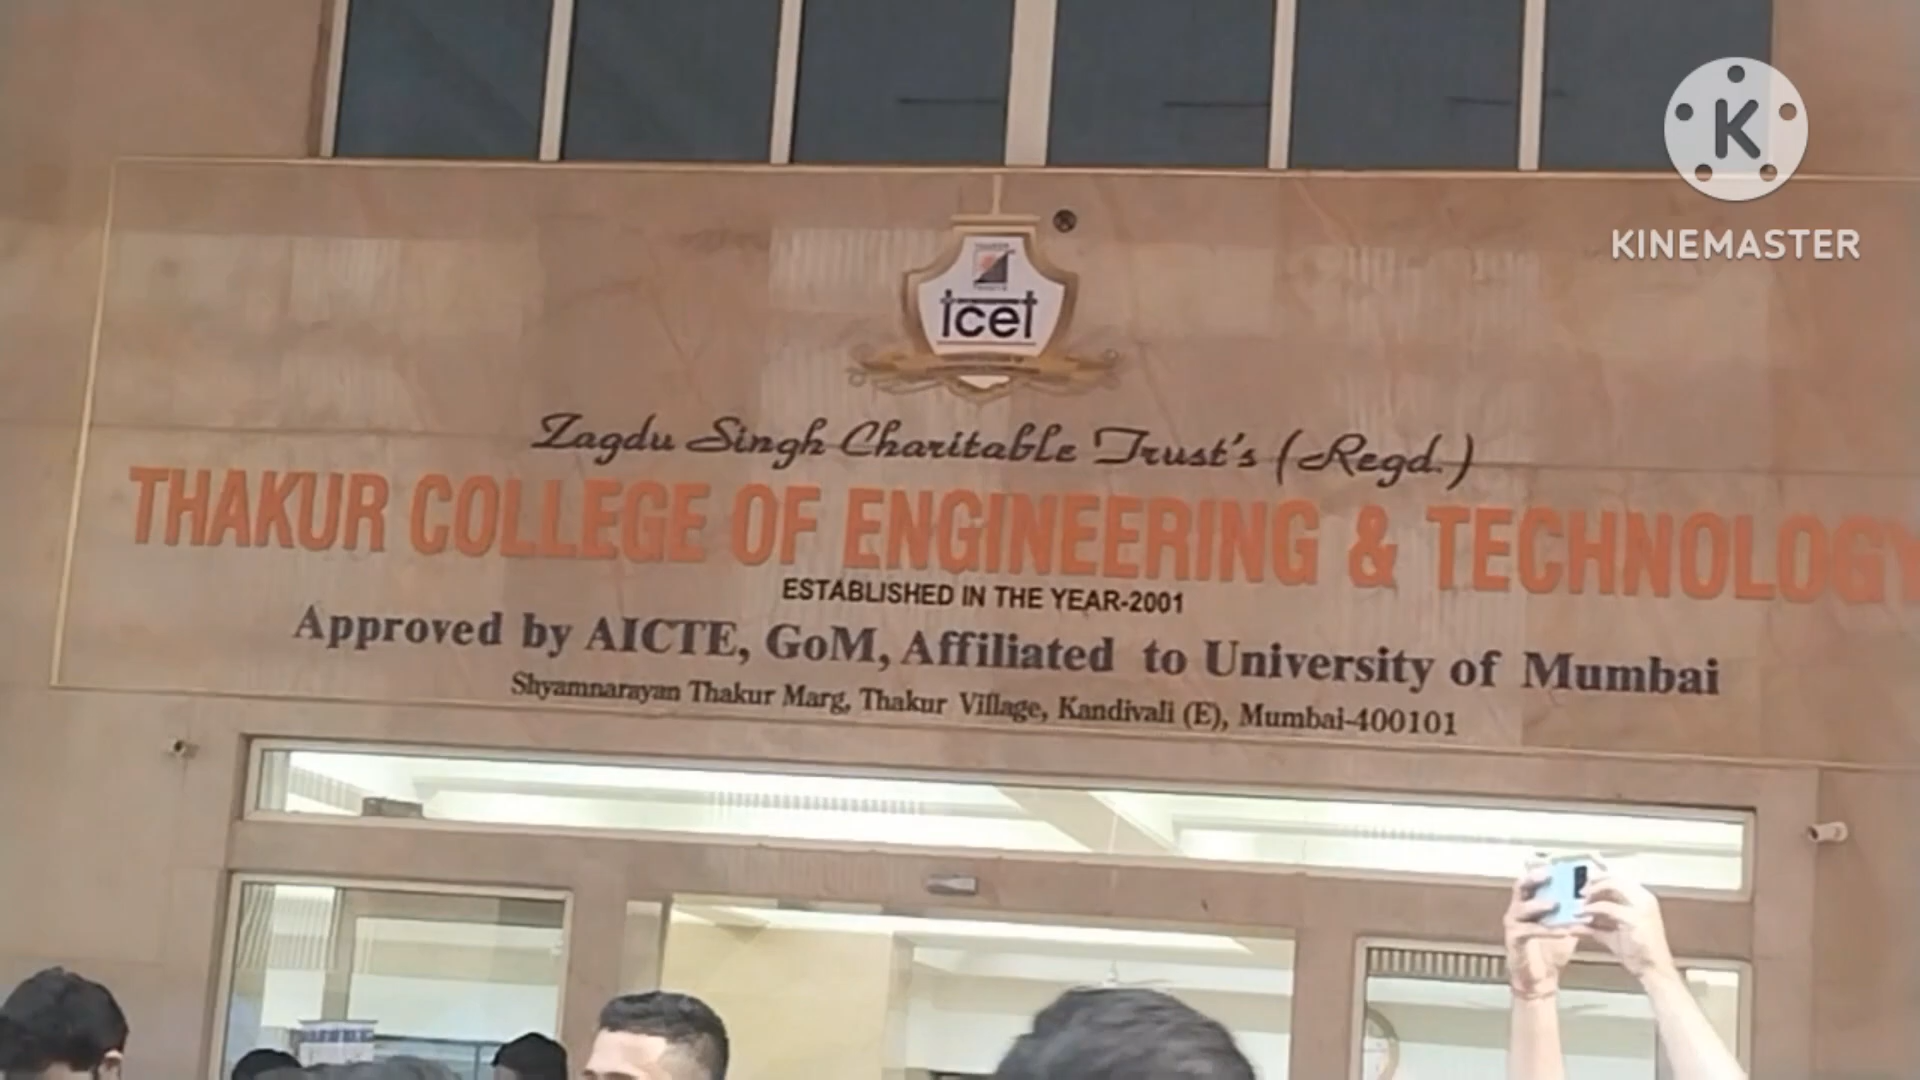 KINEMASTER
tcet
Zagdu Singh Charitable Trust's (Regd.)
THAKUR COLLEGE OF ENGINEERING & TECHNOLOGY
ESTABLISHED IN THE YEAR-2001
Approved by AICTE, GoM, Affiliated to University of Mumbai
Shyamnarayan Thakur Marg, Thakur Village, Kandivali (E), Mumbai-400101